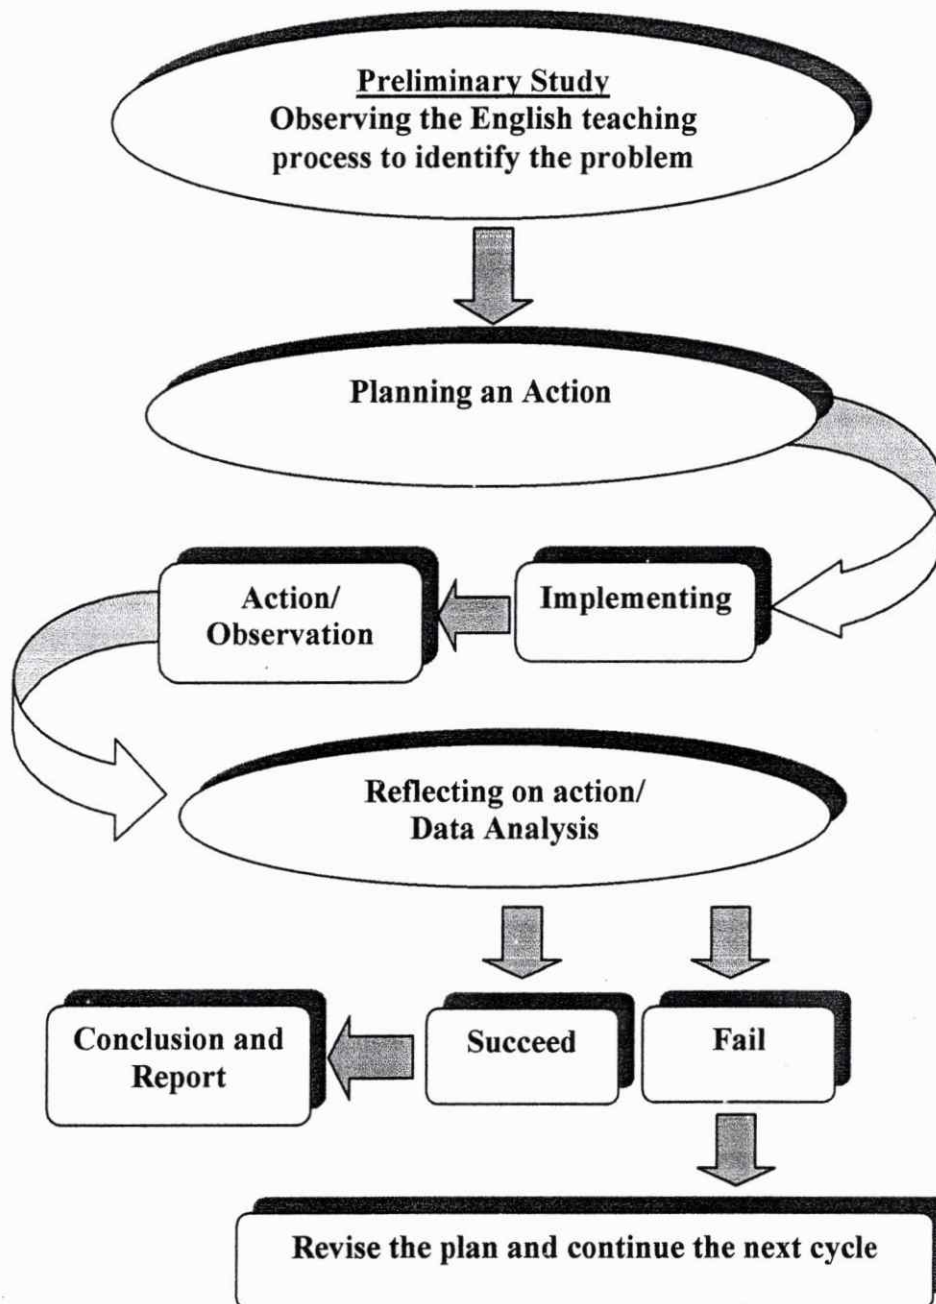 Preliminary Study
Observing the English teaching
process to identify the problem
Planning an Action
Implementing
Action/
Observation
Reflecting on action/
Data Analysis
Succeed
Fail
Conclusion and
Report
Revise the plan and continue the next cycle